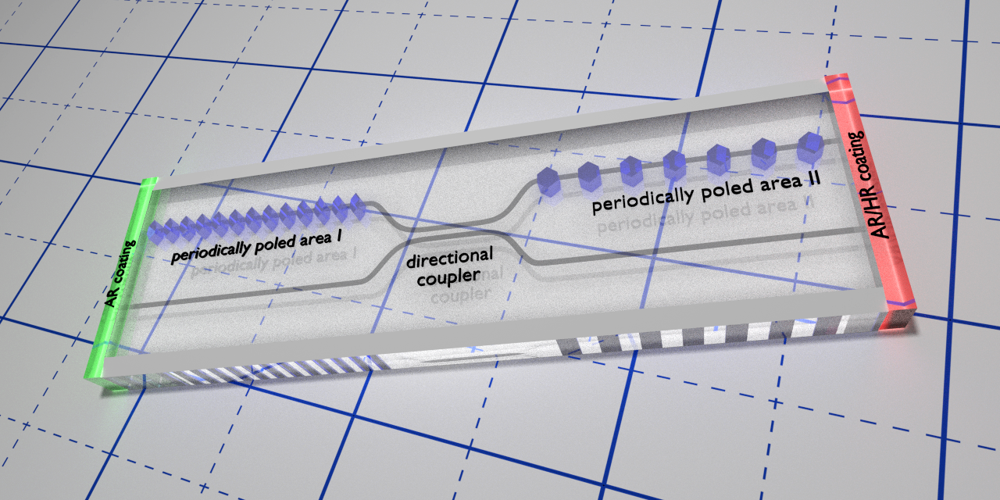 AR coating
periodically poled area I
directional
coupler
periodically poled area II
AR/HR coating